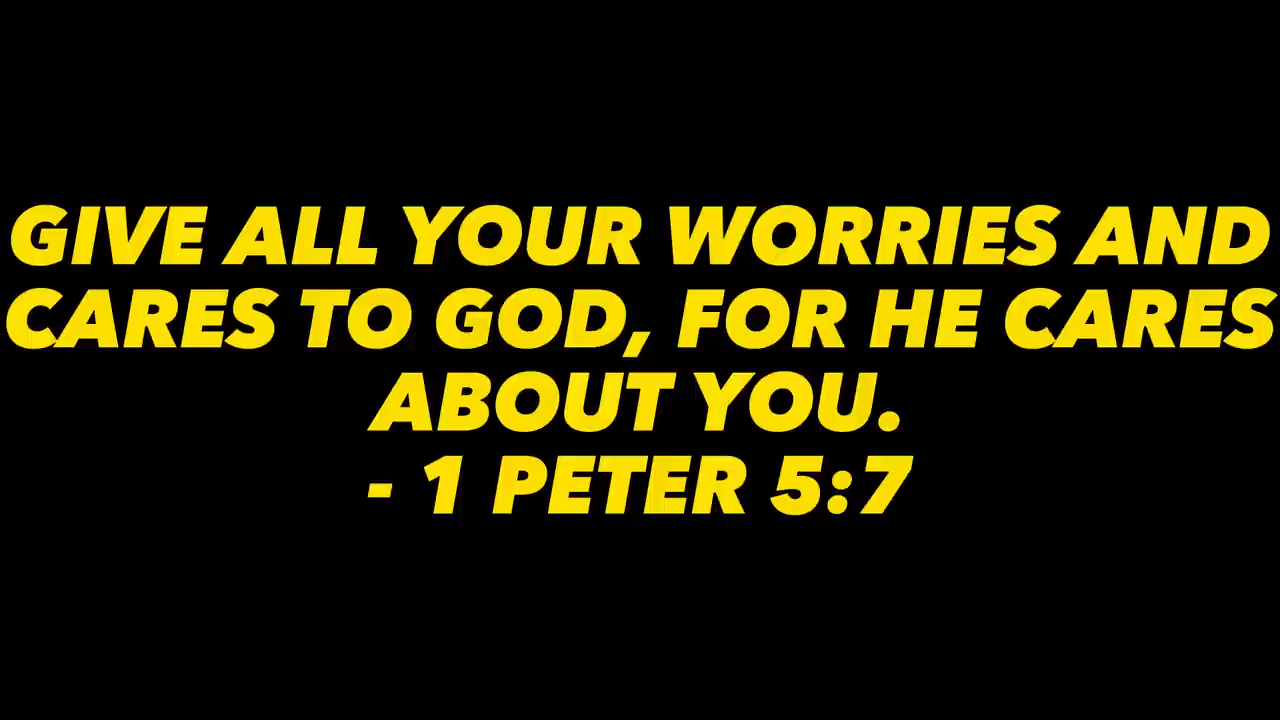 GIVE ALL YOUR WORRIES AND
CARES TO GOD, FOR HE CARES
ABOUT YOU.
- 1 PETER 5:7